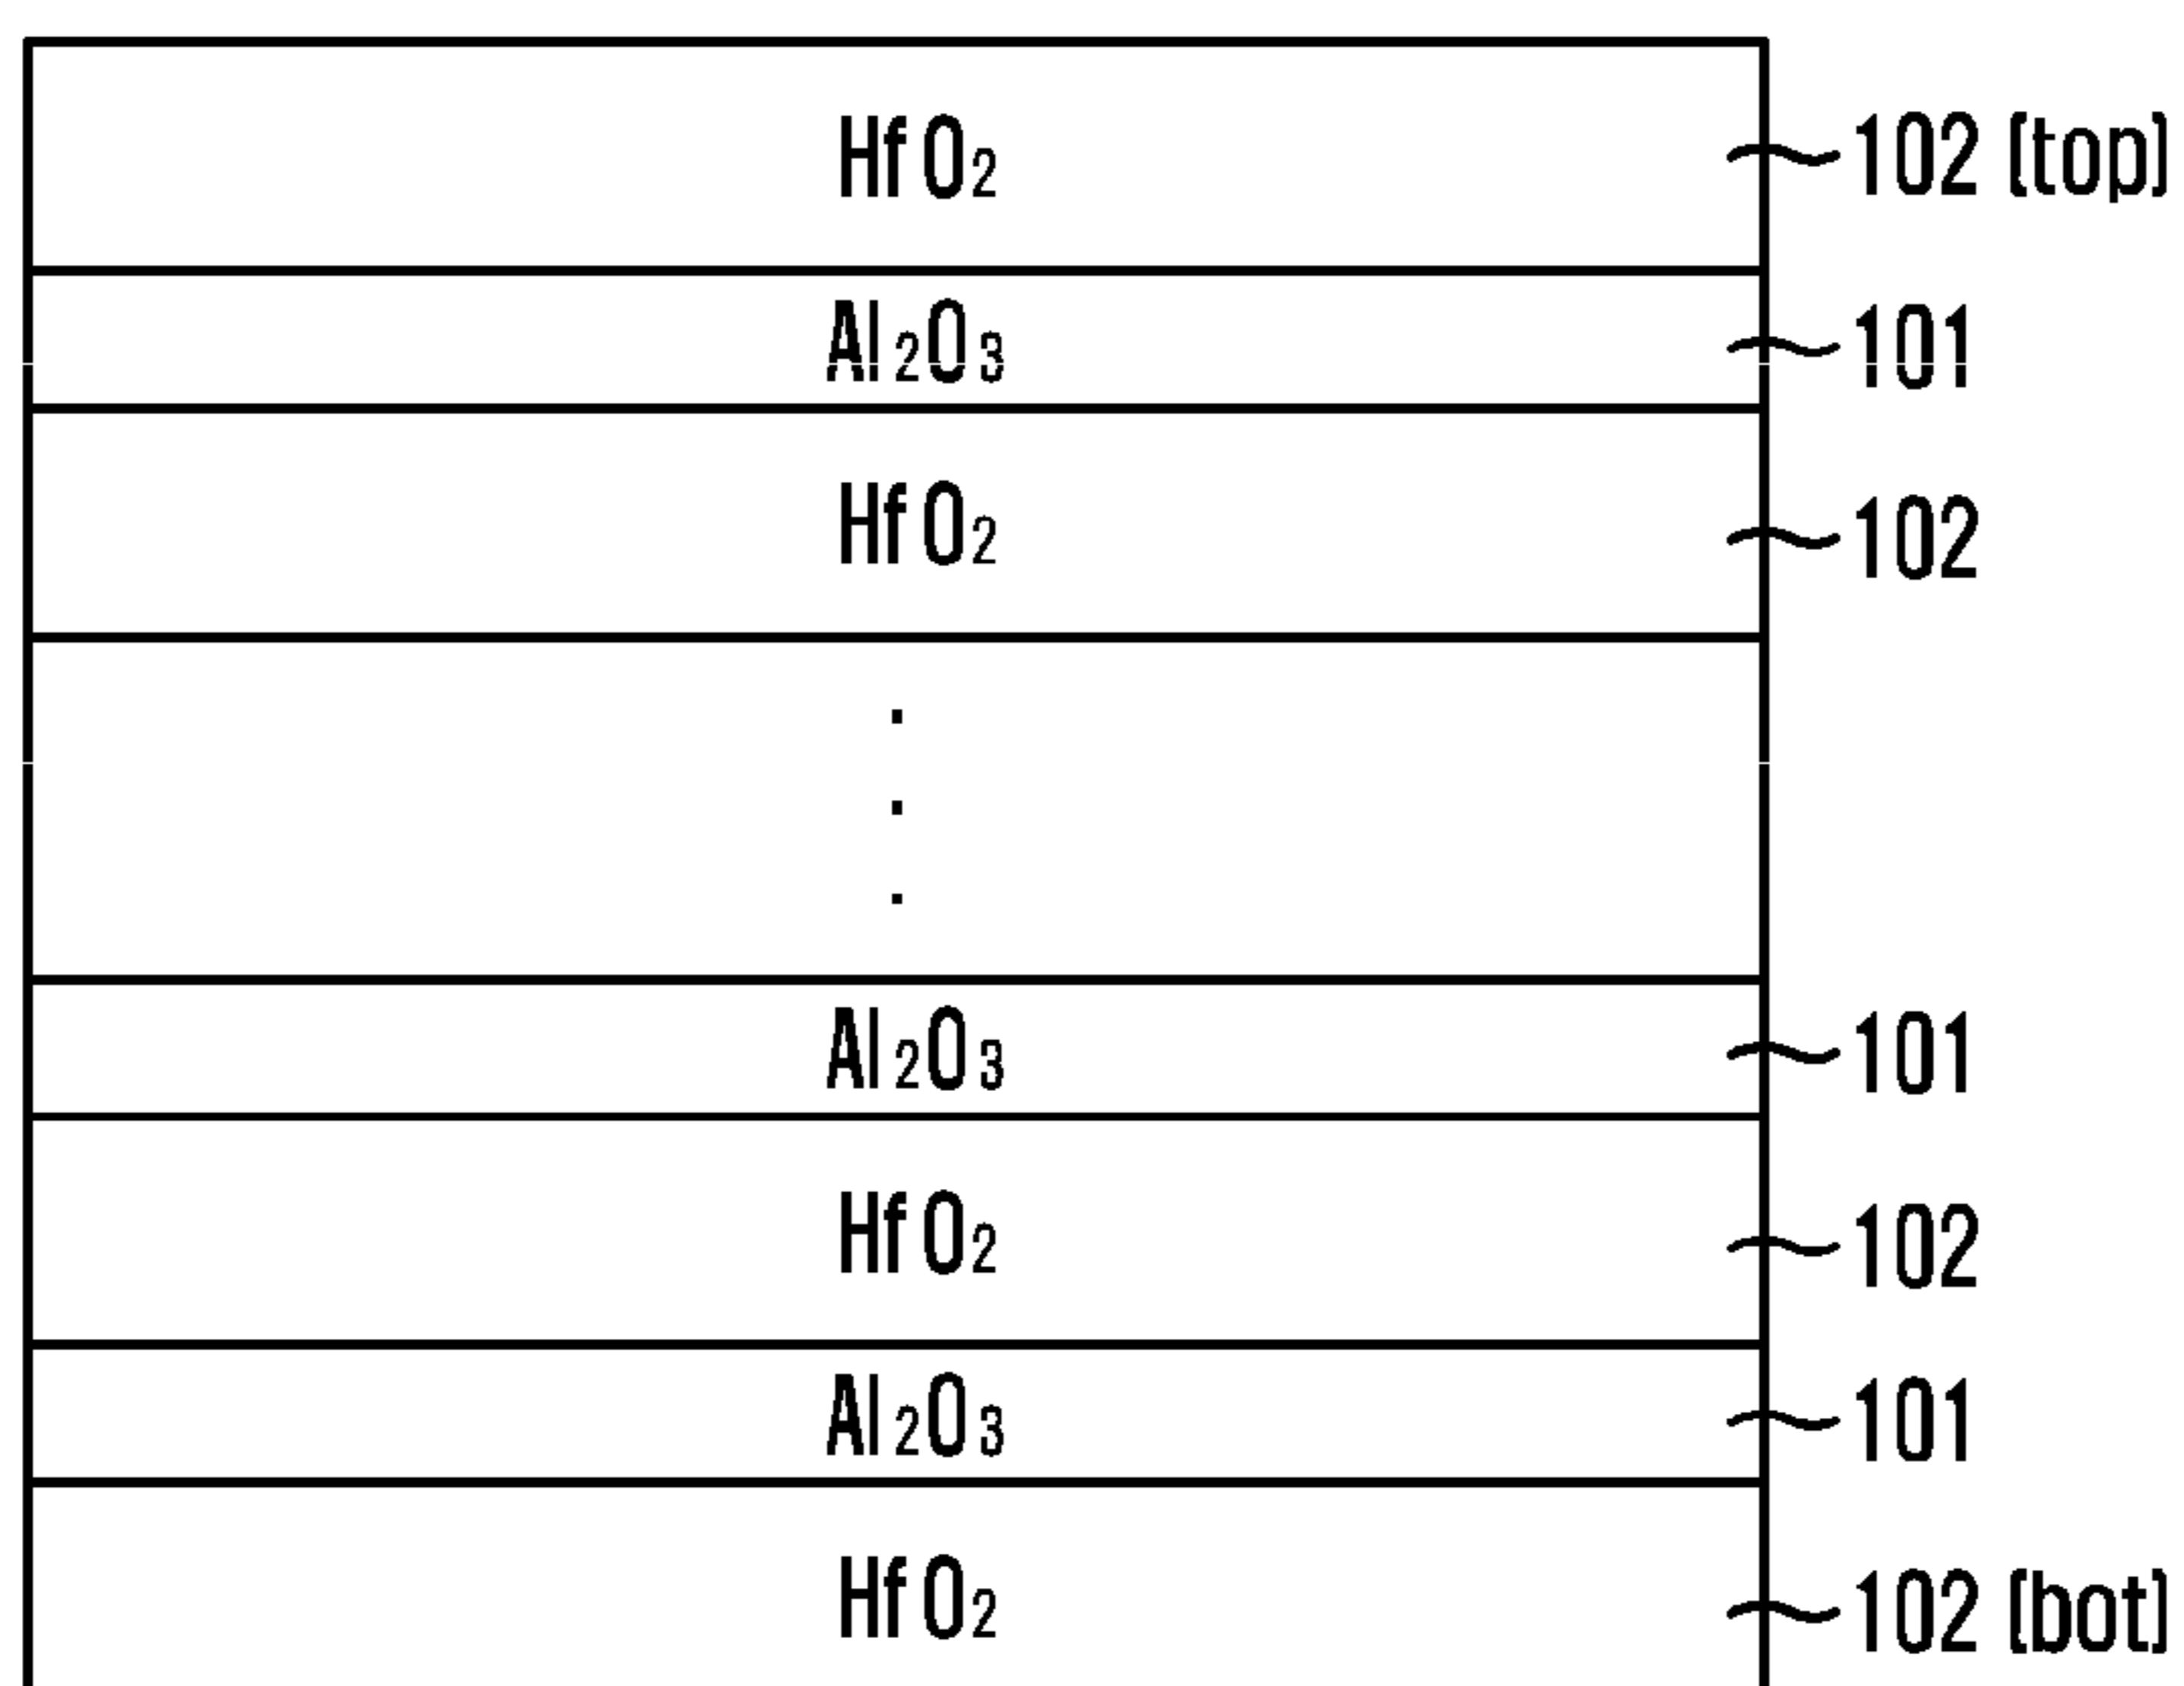 HfO₂ 102 (top)
Al₂O₃ 101
HfO₂ 102
.
.
.
Al₂O₃ 101
HfO₂ 102
Al₂O₃ 101
HfO₂ 102 (bot)